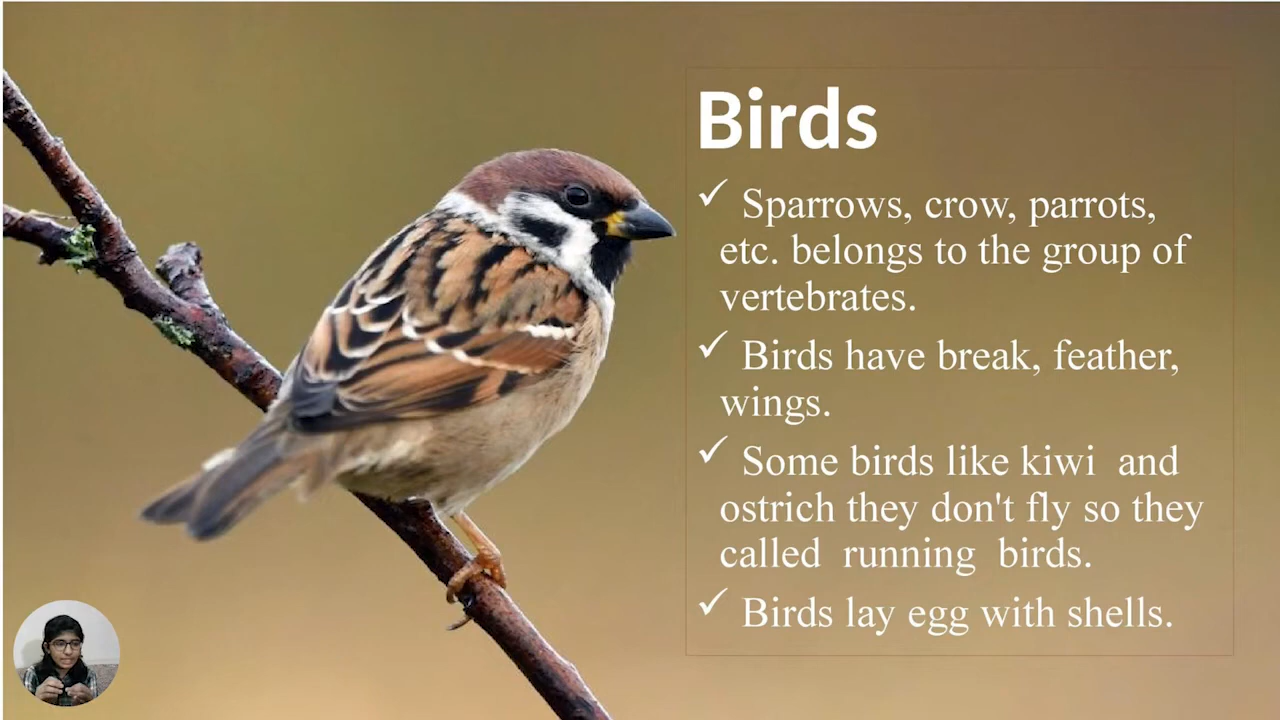 Birds
✓ Sparrows, crow, parrots,
etc. belongs to the group of
vertebrates.
✓ Birds have break, feather,
wings.
✓ Some birds like kiwi  and
ostrich they don't fly so they
called  running  birds.
✓ Birds lay egg with shells.